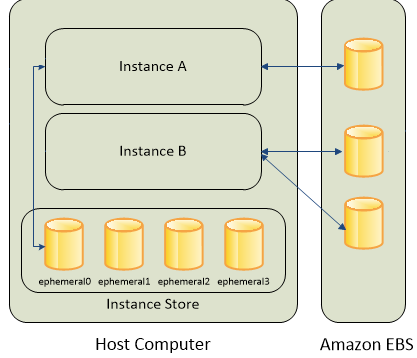 Instance A
Instance B
ephemeral0 ephemeral1 ephemeral2 ephemeral3
Instance Store
Host Computer
Amazon EBS